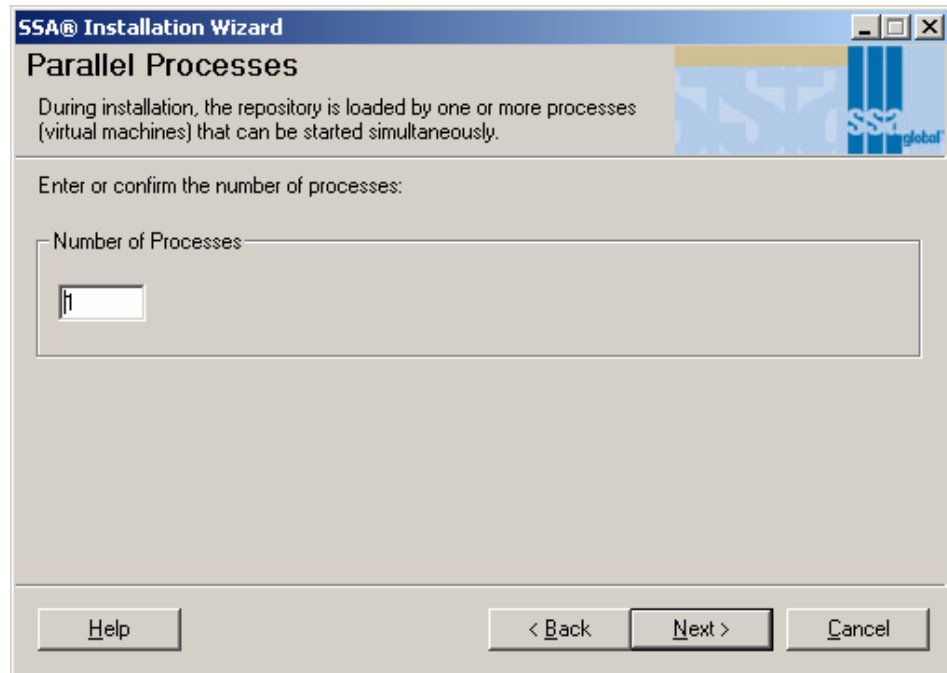 SSA® Installation Wizard
Parallel Processes
During installation, the repository is loaded by one or more processes
(virtual machines) that can be started simultaneously.
ssa global
Enter or confirm the number of processes:
Number of Processes
1
Help
< Back
Next >
Cancel